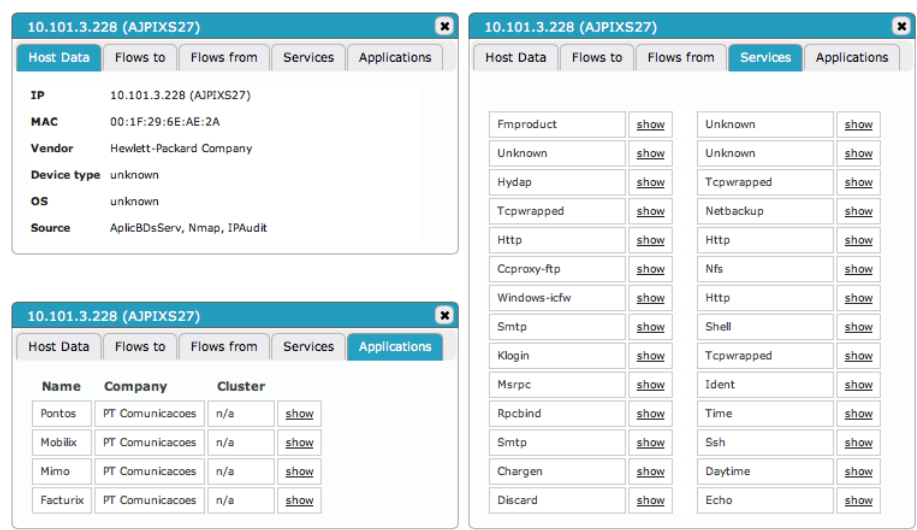 10.101.3.228 (AJPIXS27)
Host Data Flows to Flows from Services Applications
IP 10.101.3.228 (AJPIXS27)
MAC 00:1F:29:6E:AE:2A
Vendor Hewlett-Packard Company
Device type unknown
OS unknown
Source AplicBDsServ, Nmap, IPAudit
10.101.3.228 (AJPIXS27)
Host Data Flows to Flows from Services Applications
Name Company Cluster
Pontos PT Comunicacoes n/a show
Mobilix PT Comunicacoes n/a show
Mimo PT Comunicacoes n/a show
Facturix PT Comunicacoes n/a show
10.101.3.228 (AJPIXS27)
Host Data Flows to Flows from Services Applications
Fmproduct show Unknown show
Unknown show Unknown show
Hydap show Tcpwrapped show
Tcpwrapped show Netbackup show
Http show Http show
Ccproxy-ftp show Nfs show
Windows-icfw show Http show
Smtp show Shell show
Klogin show Tcpwrapped show
Msrpc show Ident show
Rpcbind show Time show
Smtp show Ssh show
Chargen show Daytime show
Discard show Echo show